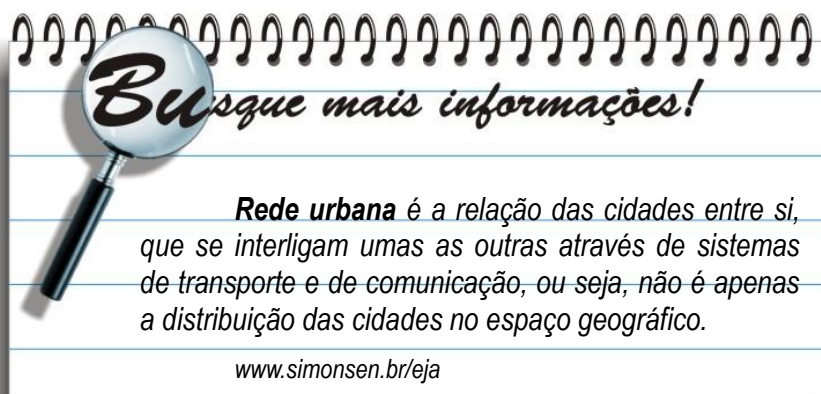 Busque mais informações!
Rede urbana é a relação das cidades entre si,
que se interligam umas as outras através de sistemas
de transporte e de comunicação, ou seja, não é apenas
a distribuição das cidades no espaço geográfico.
www.simonsen.br/eja